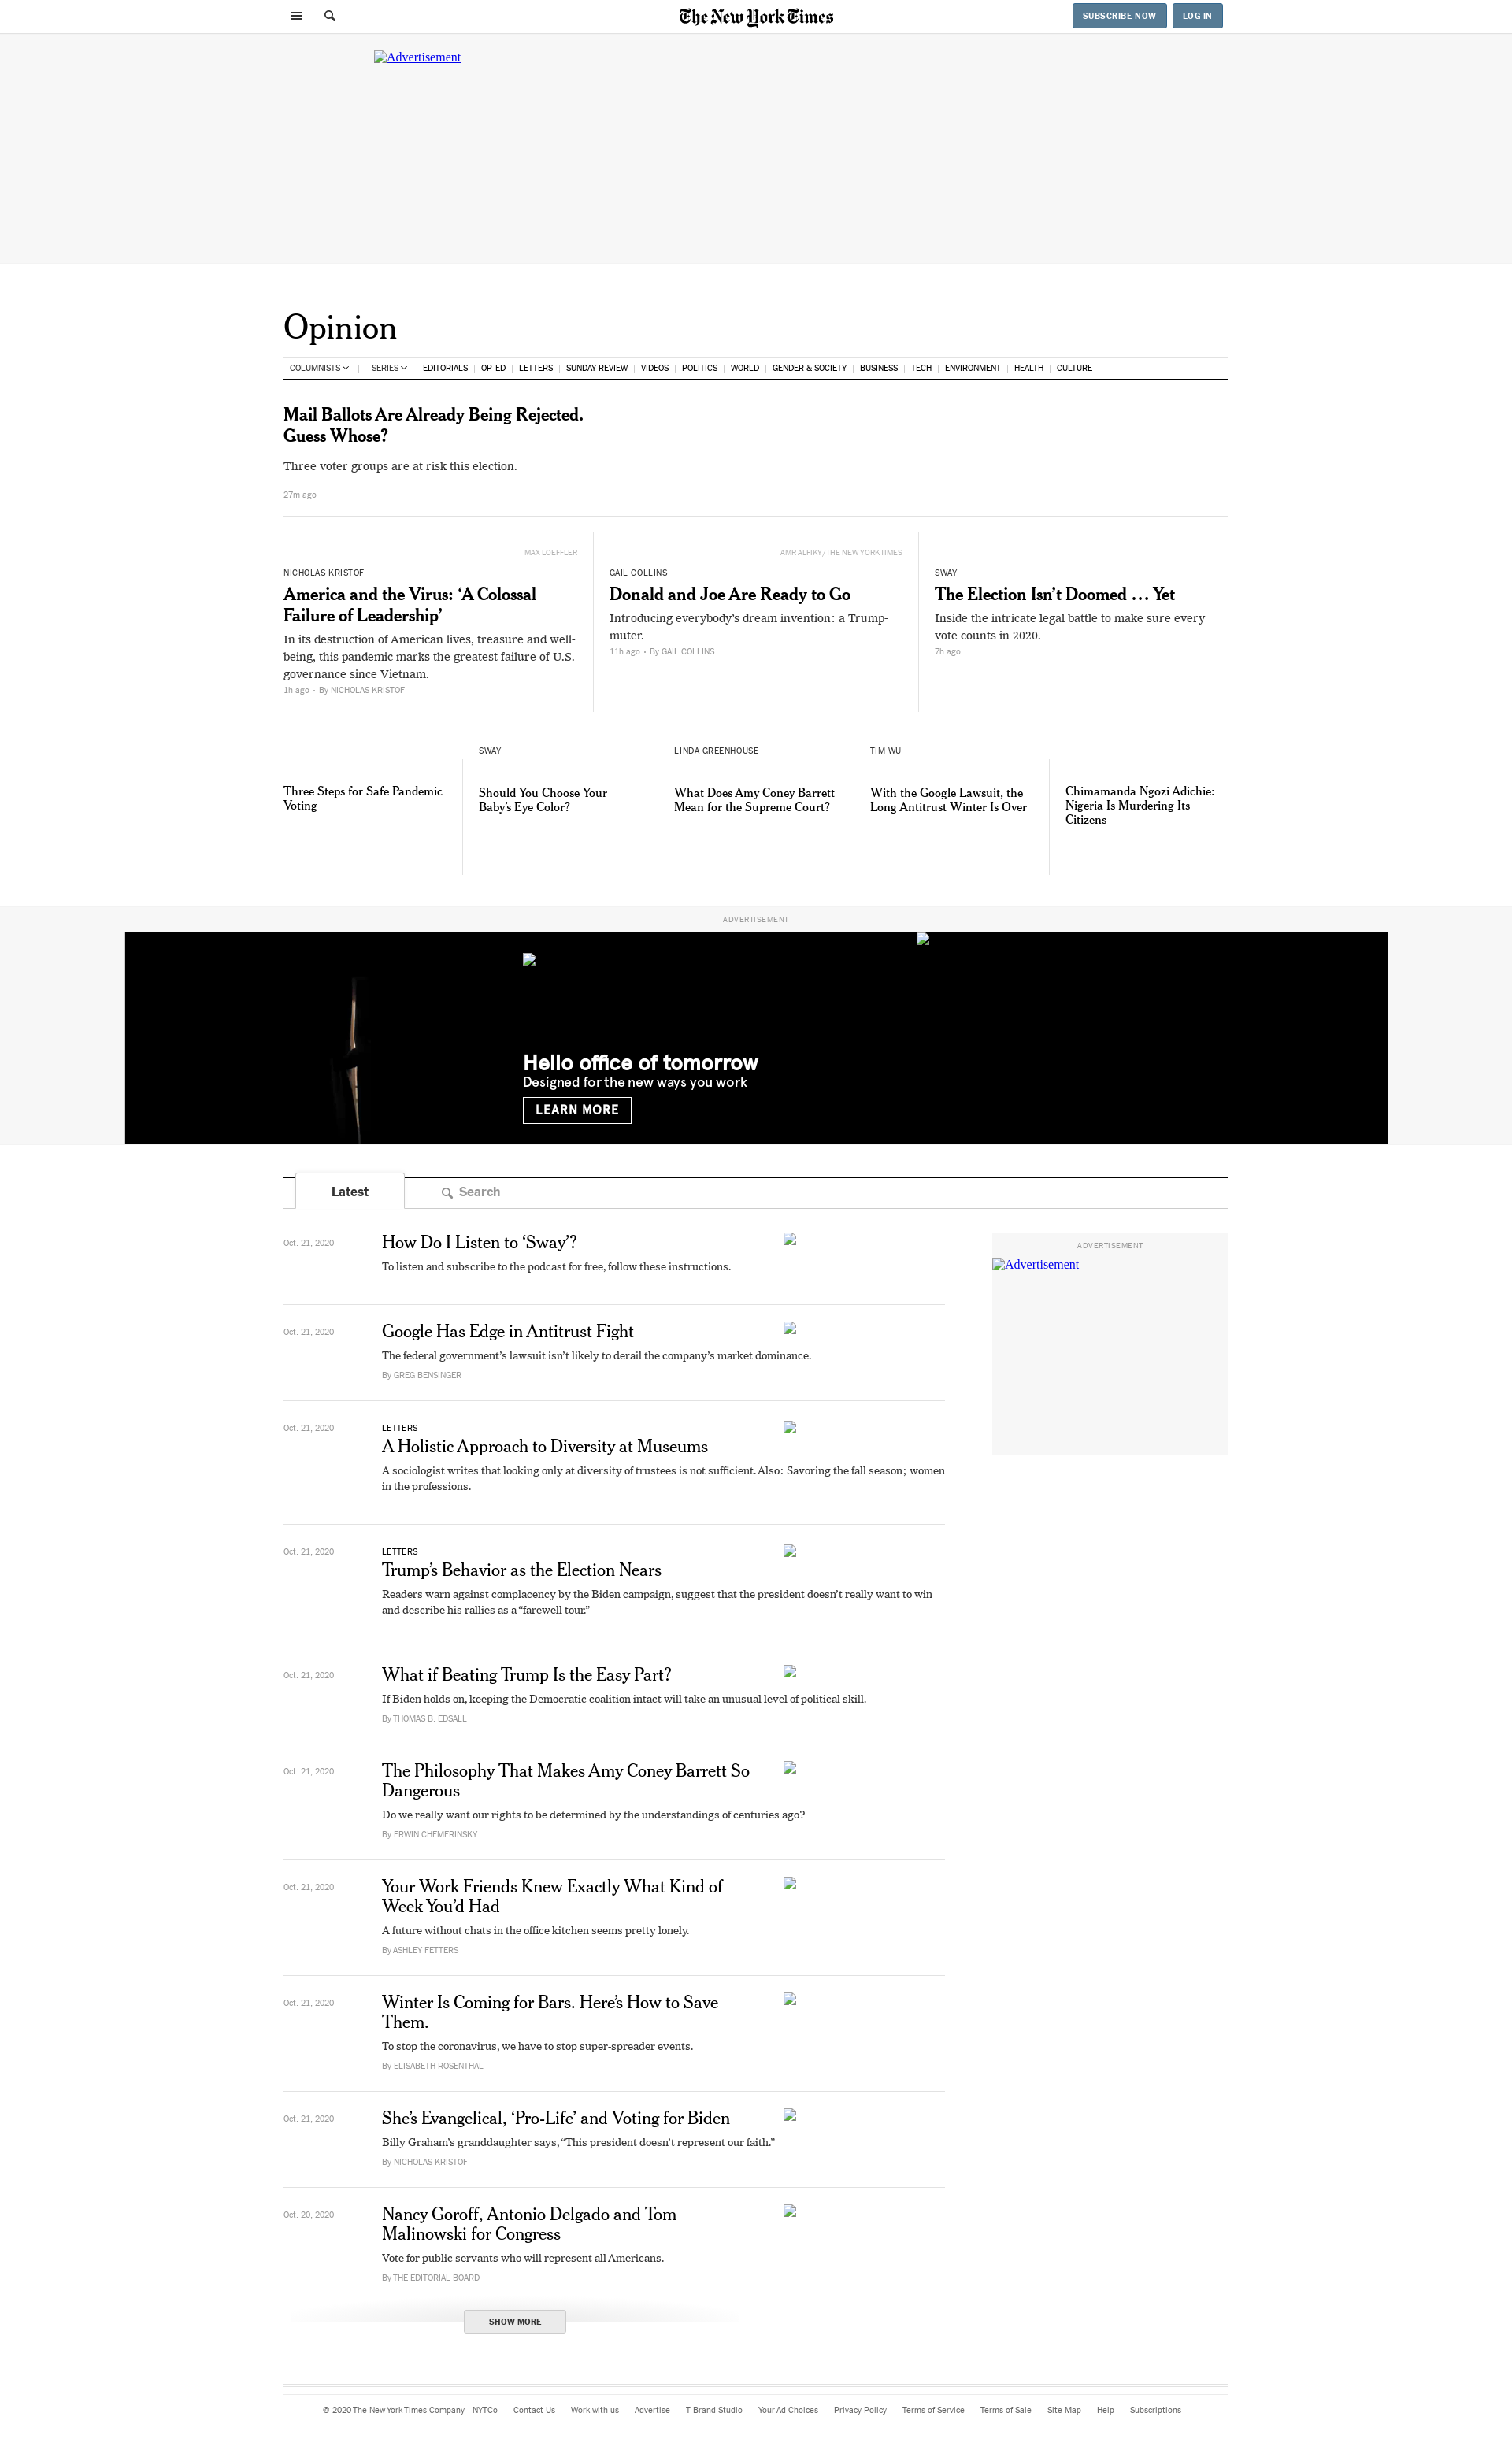 The New York Times
SUBSCRIBE NOW
LOG IN
Advertisement
Opinion
COLUMNISTS
SERIES
EDITORIALS
OP-ED
LETTERS
SUNDAY REVIEW
VIDEOS
POLITICS
WORLD
GENDER & SOCIETY
BUSINESS
TECH
ENVIRONMENT
HEALTH
CULTURE
Mail Ballots Are Already Being Rejected.
Guess Whose?
Three voter groups are at risk this election.
27m ago
MAX LOEFFLER
NICHOLAS KRISTOF
America and the Virus: ‘A Colossal
Failure of Leadership’
In its destruction of American lives, treasure and well-
being, this pandemic marks the greatest failure of U.S.
governance since Vietnam.
1h ago • By NICHOLAS KRISTOF
AMR ALFIKY/THE NEW YORK TIMES
GAIL COLLINS
Donald and Joe Are Ready to Go
Introducing everybody’s dream invention: a Trump-
muter.
11h ago • By GAIL COLLINS
SWAY
The Election Isn’t Doomed … Yet
Inside the intricate legal battle to make sure every
vote counts in 2020.
7h ago
Three Steps for Safe Pandemic
Voting
SWAY
Should You Choose Your
Baby’s Eye Color?
LINDA GREENHOUSE
What Does Amy Coney Barrett
Mean for the Supreme Court?
TIM WU
With the Google Lawsuit, the
Long Antitrust Winter Is Over
Chimamanda Ngozi Adichie:
Nigeria Is Murdering Its
Citizens
ADVERTISEMENT
Hello office of tomorrow
Designed for the new ways you work
LEARN MORE
Latest
Search
Oct. 21, 2020
How Do I Listen to ‘Sway’?
To listen and subscribe to the podcast for free, follow these instructions.
ADVERTISEMENT
Advertisement
Oct. 21, 2020
Google Has Edge in Antitrust Fight
The federal government’s lawsuit isn’t likely to derail the company’s market dominance.
By GREG BENSINGER
Oct. 21, 2020
LETTERS
A Holistic Approach to Diversity at Museums
A sociologist writes that looking only at diversity of trustees is not sufficient. Also: Savoring the fall season; women
in the professions.
Oct. 21, 2020
LETTERS
Trump’s Behavior as the Election Nears
Readers warn against complacency by the Biden campaign, suggest that the president doesn’t really want to win
and describe his rallies as a “farewell tour.”
Oct. 21, 2020
What if Beating Trump Is the Easy Part?
If Biden holds on, keeping the Democratic coalition intact will take an unusual level of political skill.
By THOMAS B. EDSALL
Oct. 21, 2020
The Philosophy That Makes Amy Coney Barrett So
Dangerous
Do we really want our rights to be determined by the understandings of centuries ago?
By ERWIN CHEMERINSKY
Oct. 21, 2020
Your Work Friends Knew Exactly What Kind of
Week You’d Had
A future without chats in the office kitchen seems pretty lonely.
By ASHLEY FETTERS
Oct. 21, 2020
Winter Is Coming for Bars. Here’s How to Save
Them.
To stop the coronavirus, we have to stop super-spreader events.
By ELISABETH ROSENTHAL
Oct. 21, 2020
She’s Evangelical, ‘Pro-Life’ and Voting for Biden
Billy Graham’s granddaughter says, “This president doesn’t represent our faith.”
By NICHOLAS KRISTOF
Oct. 20, 2020
Nancy Goroff, Antonio Delgado and Tom
Malinowski for Congress
Vote for public servants who will represent all Americans.
By THE EDITORIAL BOARD
SHOW MORE
© 2020 The New York Times Company
NYTCo
Contact Us
Work with us
Advertise
T Brand Studio
Your Ad Choices
Privacy Policy
Terms of Service
Terms of Sale
Site Map
Help
Subscriptions